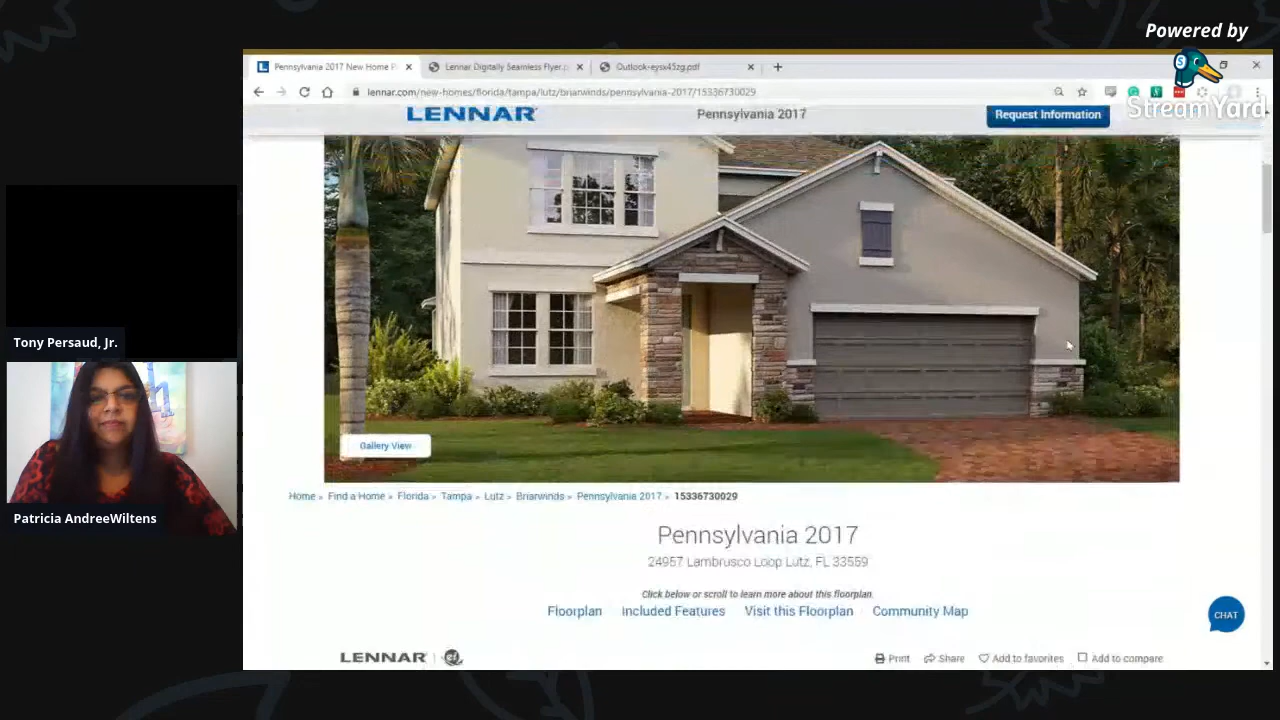 Powered by
StreamYard
Pennsylvania 2017 New Home P
Lennar Digitally Seamless Flyer.p
Outlook-eysx45zg.pdf
lennar.com/new-homes/florida/tampa/lutz/briarwinds/pennsylvania-2017/15336730029
LENNAR
Pennsylvania 2017
Request Information
Gallery View
Tony Persaud, Jr.
Patricia AndreeWiltens
Home » Find a Home » Florida » Tampa » Lutz » Briarwinds » Pennsylvania 2017 » 15336730029
Pennsylvania 2017
24957 Lambrusco Loop Lutz, FL 33559
Click below or scroll to learn more about this floorplan.
Floorplan Included Features Visit this Floorplan Community Map
CHAT
LENNAR
Print Share Add to favorites Add to compare